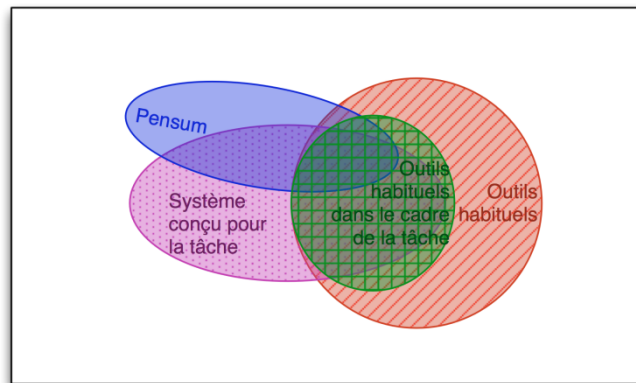 Pensum
Système
conçu pour
la tâche
Outils
habituels
dans le cadre
de la tâche
Outils
habituels